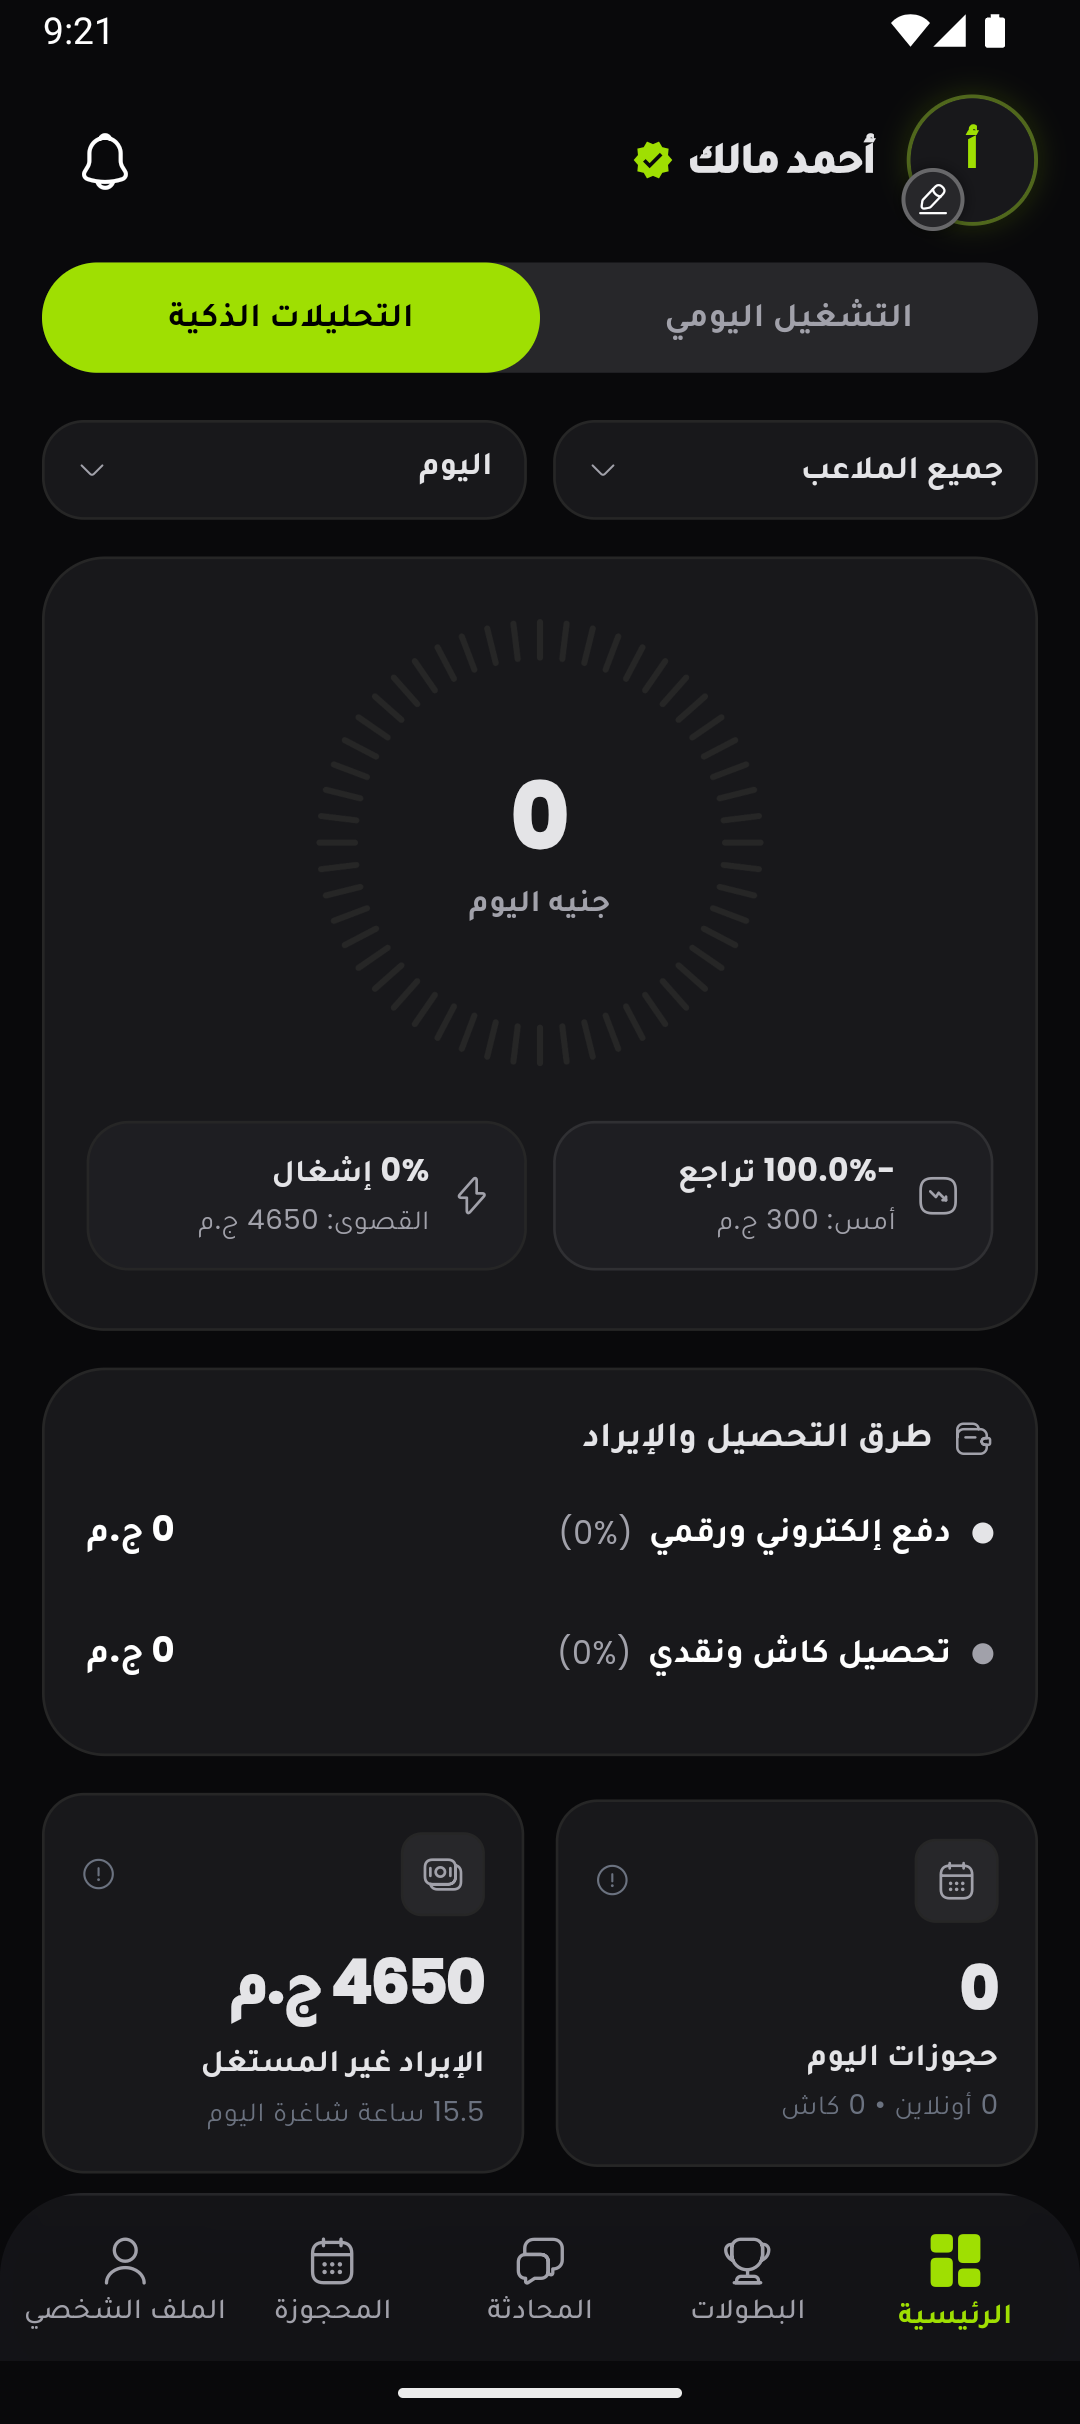 9:21
أ
أحمد مالك
التشغيل اليومي
التحليلات الذكية
جميع الملاعب
اليوم
0
جنيه اليوم
-100.0% تراجع
أمس: 300 ج.م
0% إشغال
القصوى: 4650 ج.م
طرق التحصيل والإيراد
دفع إلكتروني ورقمي (0%) 0 ج.م
تحصيل كاش ونقدي (0%) 0 ج.م
0
حجوزات اليوم
0 أونلاين • 0 كاش
4650 ج.م
الإيراد غير المستغل
15.5 ساعة شاغرة اليوم
الرئيسية
البطولات
المحادثة
المحجوزة
الملف الشخصي